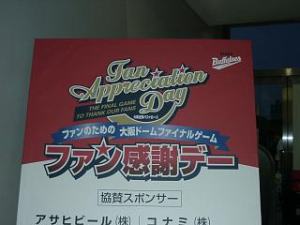 Buffaloes
Fan
Appreciation
Day
THE FINAL GAME
TO THANK OUR FANS
ファンのための 大阪ドームファイナルゲーム
ファン感謝デー
協賛スポンサー
アサヒビール(株) コナミ(株)